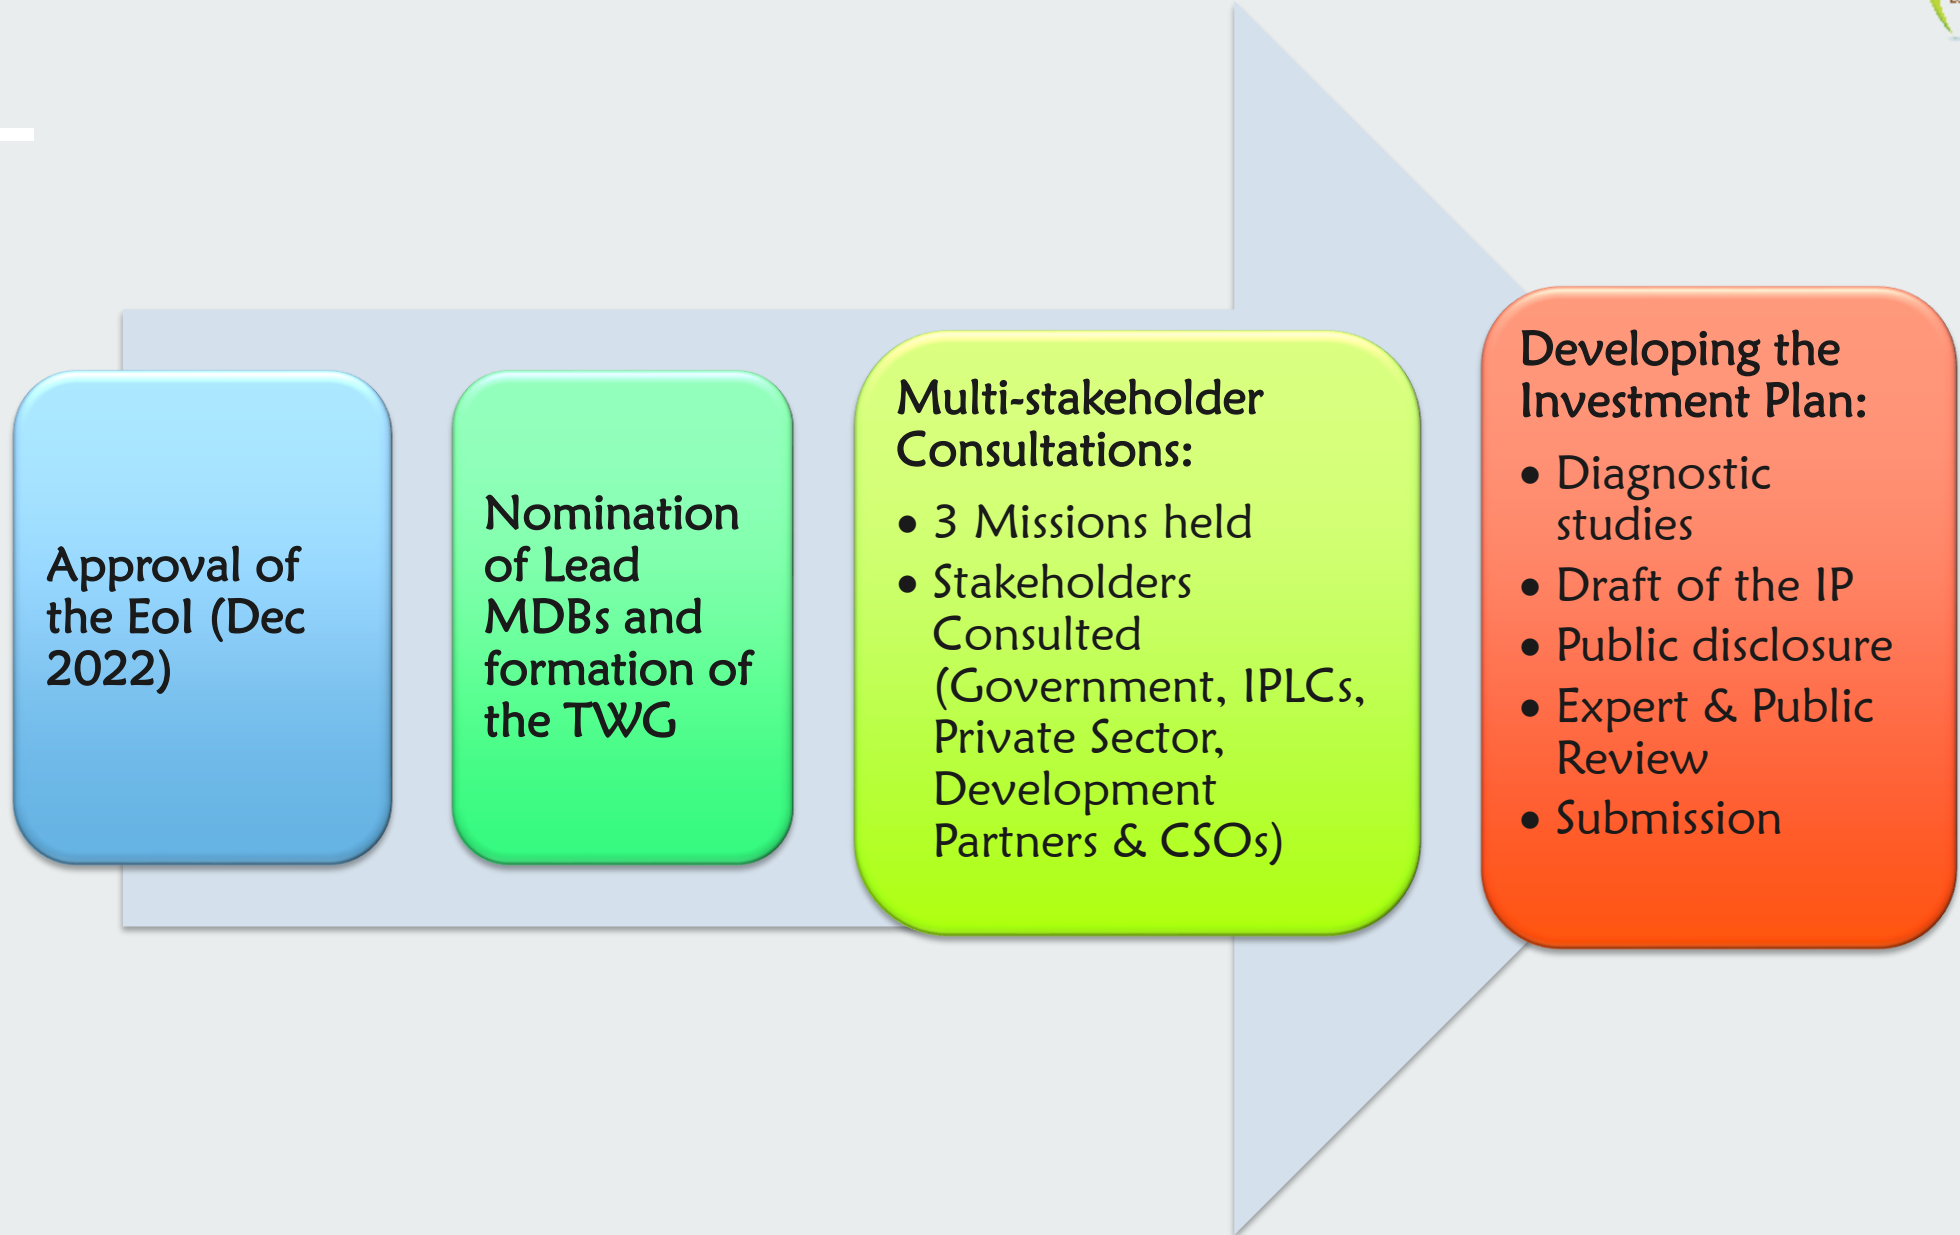 Approval of
the EoI (Dec
2022)
Nomination
of Lead
MDBs and
formation of
the TWG
Multi-stakeholder
Consultations:
• 3 Missions held
• Stakeholders
Consulted
(Government, IPLCs,
Private Sector,
Development
Partners & CSOs)
Developing the
Investment Plan:
• Diagnostic
studies
• Draft of the IP
• Public disclosure
• Expert & Public
Review
• Submission